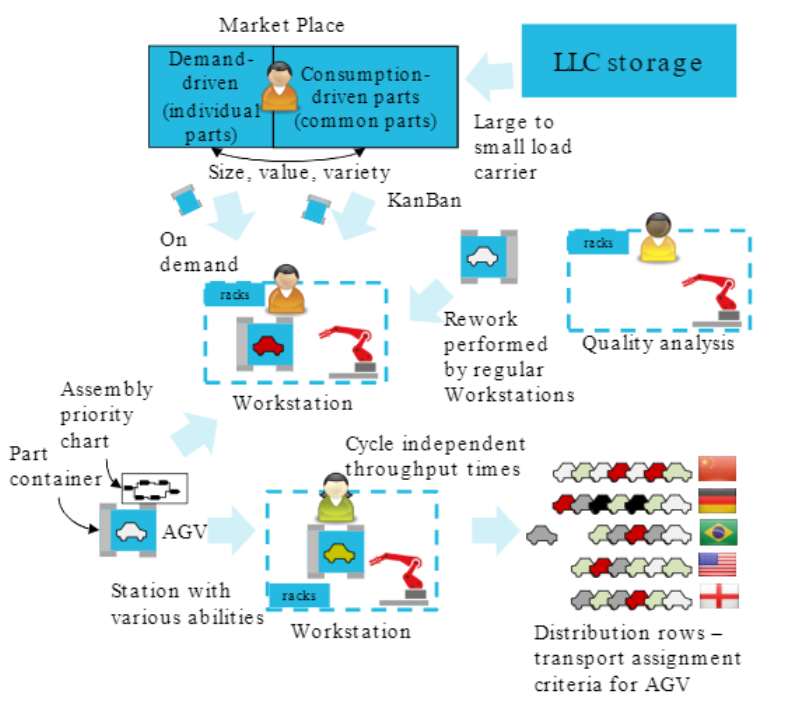 Market Place
Demand-
driven
(individual
parts)
Consumption-
driven parts
(common parts)
LLC storage
Large to
small load
carrier
Size, value, variety
KanBan
On
demand
racks
Workstation
Rework
performed
by regular
Workstations
racks
Quality analysis
Assembly
priority
chart
Part
container
AGV
Station with
various abilities
Cycle independent
throughput times
racks
Workstation
Distribution rows –
transport assignment
criteria for AGV